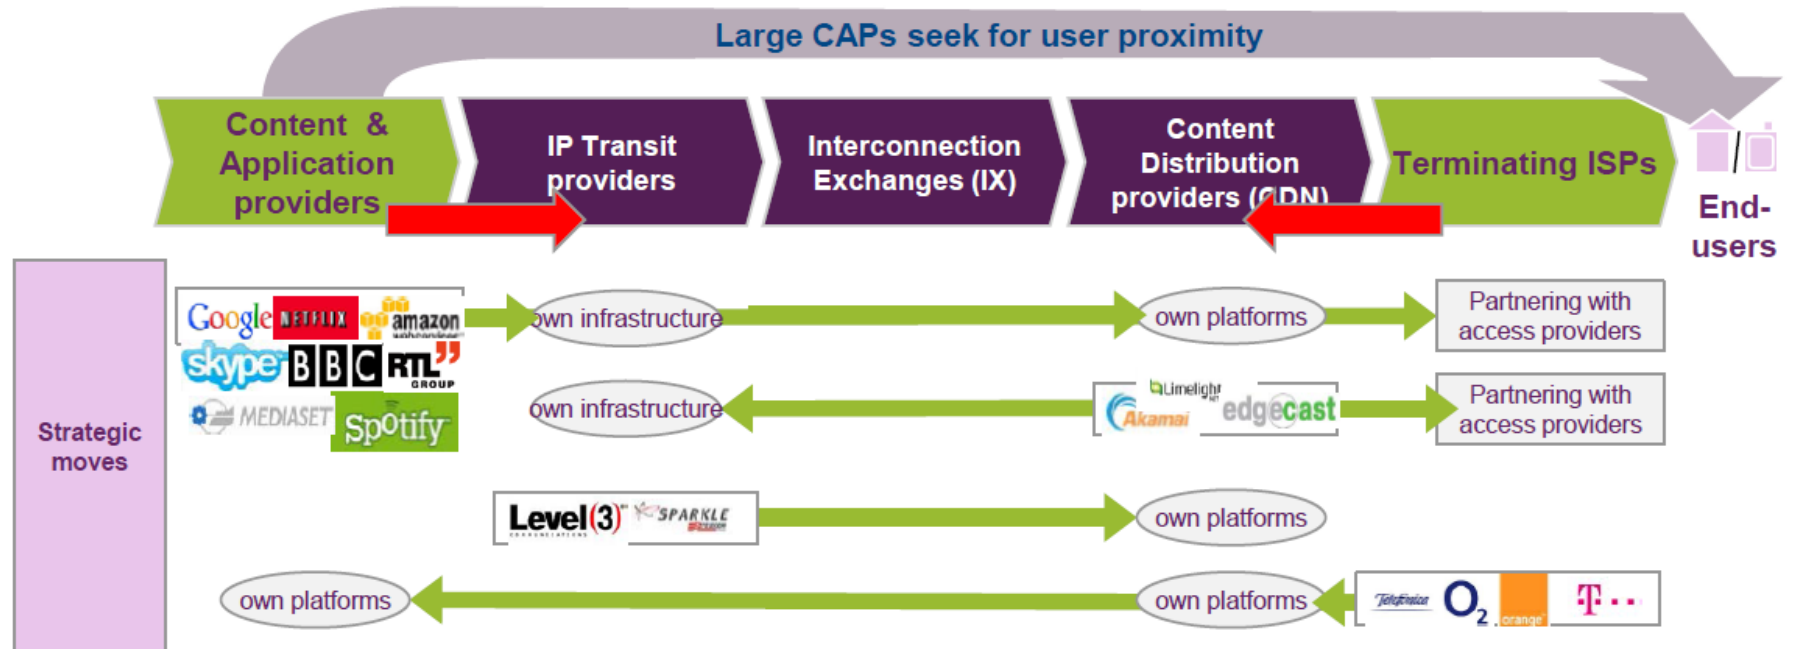 Large CAPs seek for user proximity
Content &
Application
providers
IP Transit
providers
Interconnection
Exchanges (IX)
Content
Distribution
providers (CDN)
Terminating ISPs
End-
users
Strategic
moves
Google
NETFLIX
amazon
skype
BBC
RTL
GROUP
MEDIASET
Spotify
own infrastructure
own platforms
Partnering with
access providers
own infrastructure
Limelight
Akamai
edgecast
Partnering with
access providers
Level(3)
COMMUNICATIONS
SPARKLE
own platforms
own platforms
own platforms
Telefonica
O2
orange
T